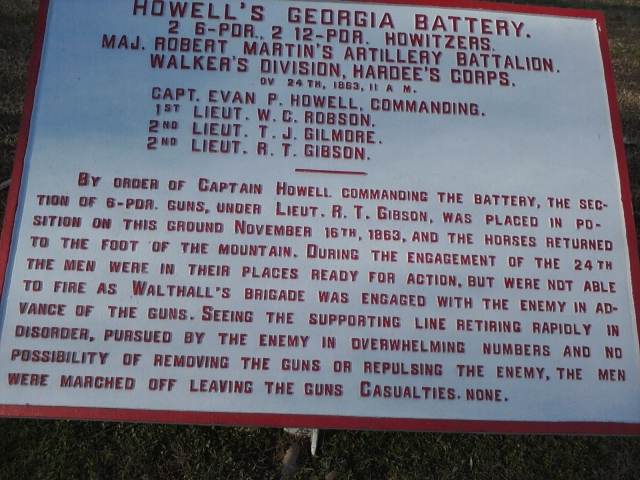 HOWELL'S GEORGIA BATTERY.
2 6-PDR., 2 12-PDR. HOWITZERS.
MAJ. ROBERT MARTIN'S ARTILLERY BATTALION.
WALKER'S DIVISION, HARDEE'S CORPS.
OV 24TH, 1863, 11 A M.
CAPT. EVAN P. HOWELL, COMMANDING.
1ST LIEUT. W. C. ROBSON.
2ND LIEUT. T. J. GILMORE.
2ND LIEUT. R. T. GIBSON.
BY ORDER OF CAPTAIN HOWELL COMMANDING THE BATTERY, THE SEC-
TION OF 6-PDR. GUNS, UNDER LIEUT. R. T. GIBSON, WAS PLACED IN PO-
SITION ON THIS GROUND NOVEMBER 16TH, 1863, AND THE HORSES RETURNED
TO THE FOOT OF THE MOUNTAIN. DURING THE ENGAGEMENT OF THE 24TH
THE MEN WERE IN THEIR PLACES READY FOR ACTION, BUT WERE NOT ABLE
TO FIRE AS WALTHALL'S BRIGADE WAS ENGAGED WITH THE ENEMY IN AD-
VANCE OF THE GUNS. SEEING THE SUPPORTING LINE RETIRING RAPIDLY IN
DISORDER, PURSUED BY THE ENEMY IN OVERWHELMING NUMBERS AND NO
POSSIBILITY OF REMOVING THE GUNS OR REPULSING THE ENEMY, THE MEN
WERE MARCHED OFF LEAVING THE GUNS CASUALTIES. NONE.